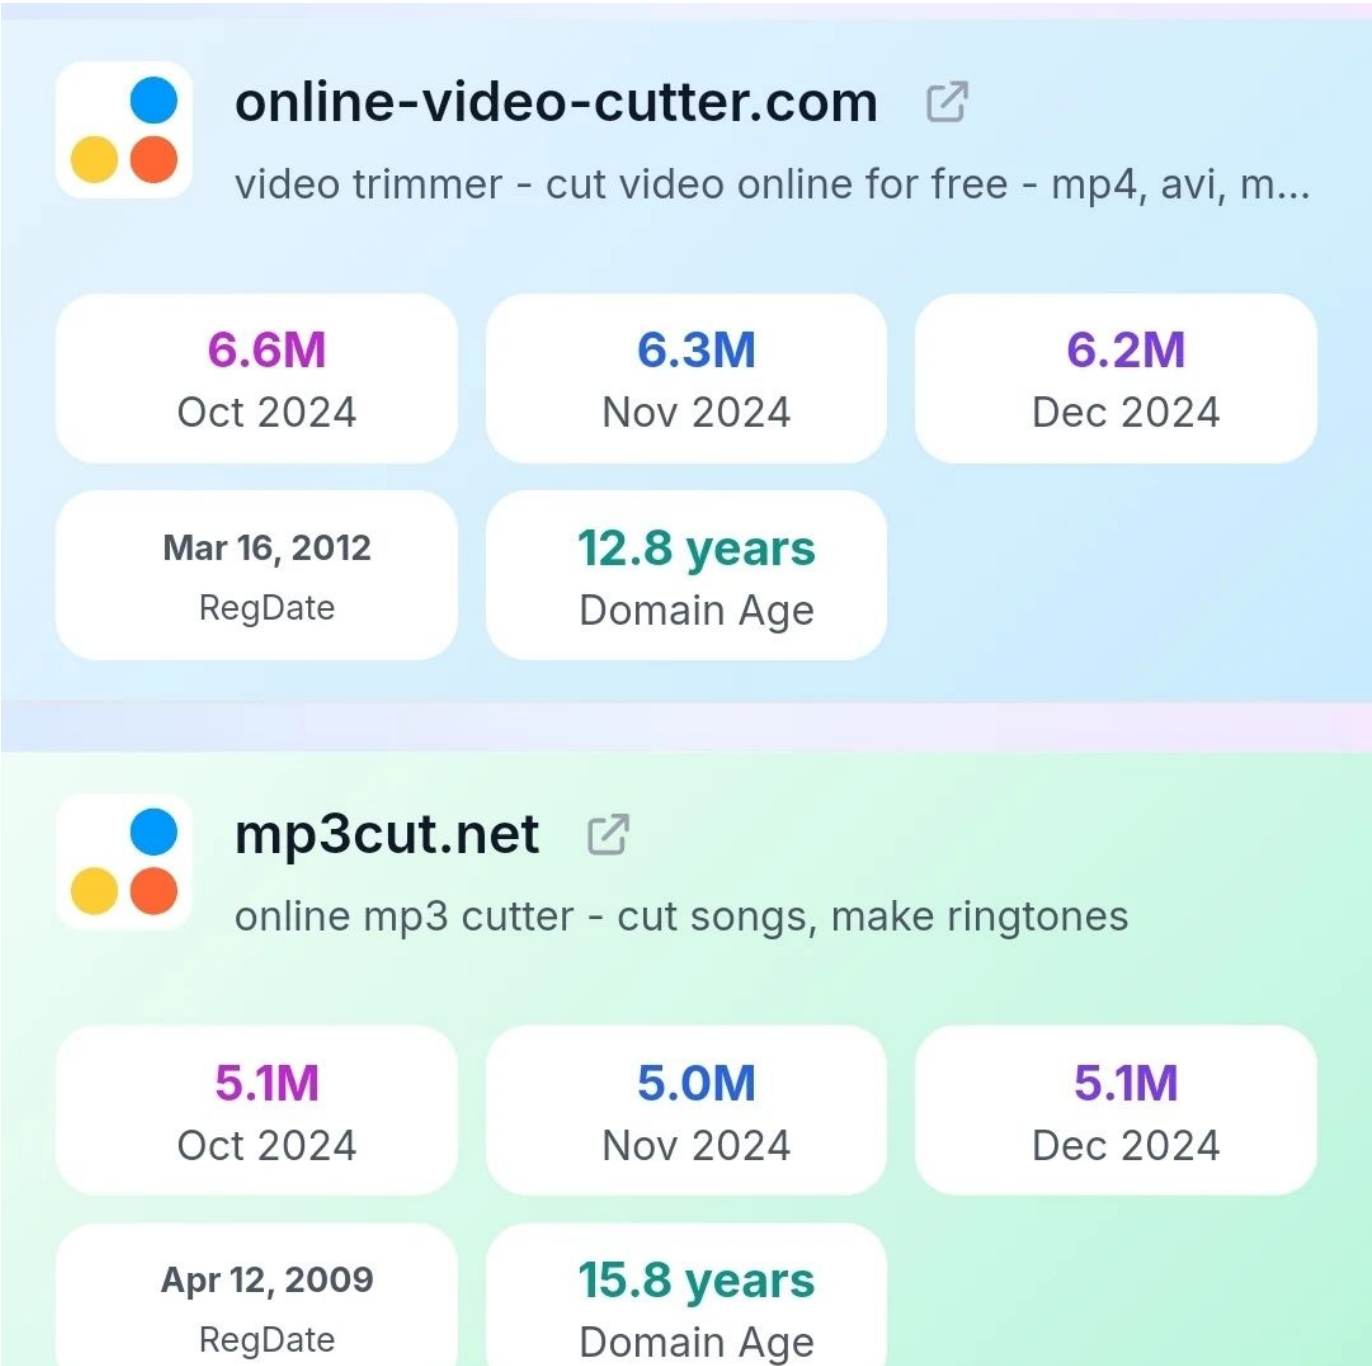 online-video-cutter.com
video trimmer - cut video online for free - mp4, avi, m...
6.6M
Oct 2024
6.3M
Nov 2024
6.2M
Dec 2024
Mar 16, 2012
RegDate
12.8 years
Domain Age
mp3cut.net
online mp3 cutter - cut songs, make ringtones
5.1M
Oct 2024
5.0M
Nov 2024
5.1M
Dec 2024
Apr 12, 2009
RegDate
15.8 years
Domain Age